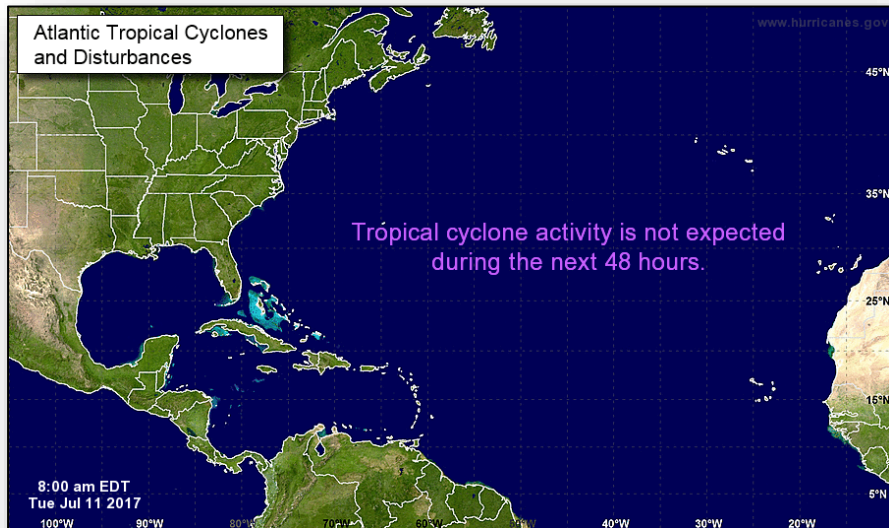 Atlantic Tropical Cyclones
and Disturbances
www.hurricanes.gov
45°N
35°N
Tropical cyclone activity is not expected
during the next 48 hours.
25°N
15°N
8:00 am EDT
Tue Jul 11 2017
5°N
100°W 90°W 80°W 70°W 60°W 50°W 40°W 30°W 20°W